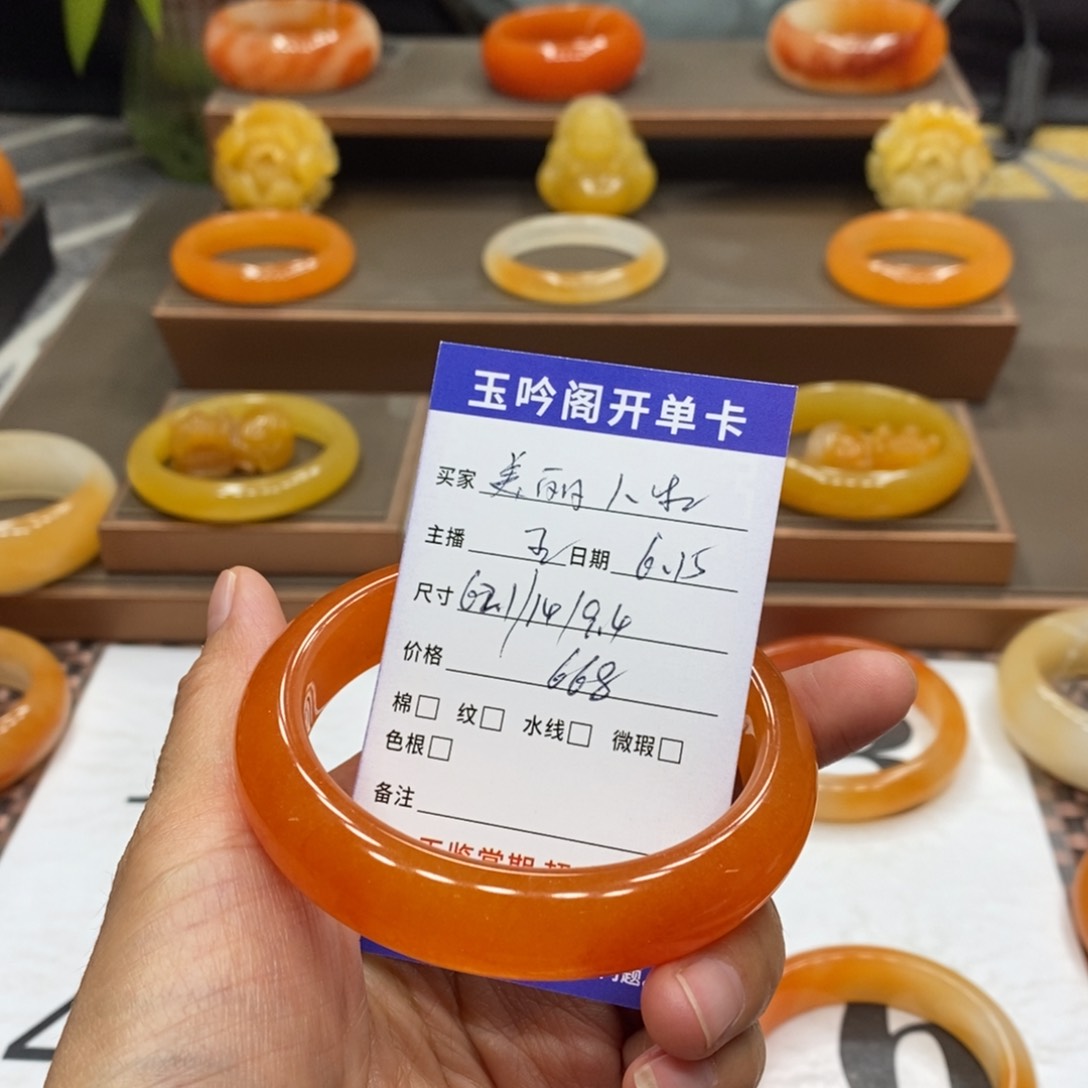 玉吟阁开单卡
买家 美丽人生
主播 王 日期 6.15
尺寸 62.1/14/9.4
价格 668
棉□ 纹□ 水线□ 微瑕□
色根□
备注
6